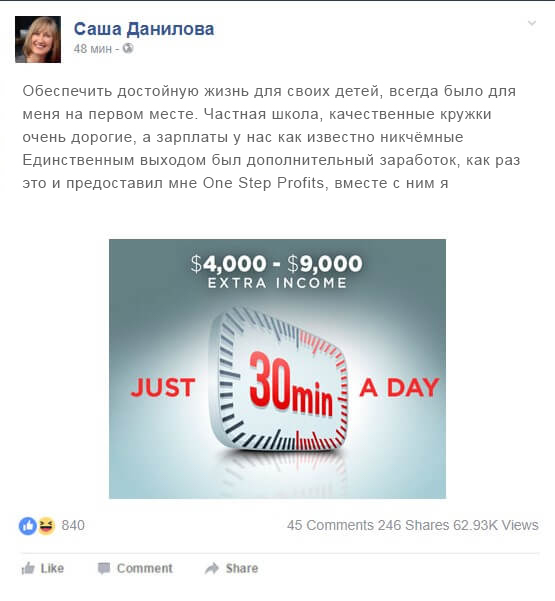 Саша Данилова
48 мин -
Обеспечить достойную жизнь для своих детей, всегда было для
меня на первом месте. Частная школа, качественные кружки
очень дорогие, а зарплаты у нас как известно никчёмные
Единственным выходом был дополнительный заработок, как раз
это и предоставил мне One Step Profits, вместе с ним я
$4,000 - $9,000
EXTRA INCOME
JUST 30min A DAY
840
45 Comments 246 Shares 62.93K Views
Like Comment Share